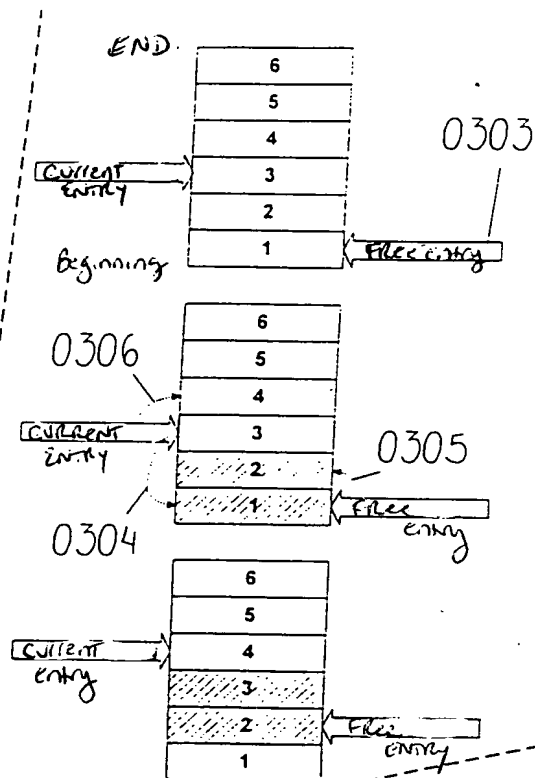 END.
6
5
4
0303
CURRENT
ENTRY
3
2
Beginning
1
FREE entry
6
0306
5
4
CURRENT
ENTRY
3
0305
2
1
FREE
entry
0304
6
5
CURRENT
entry
4
3
2
FREE
ENTRY
1